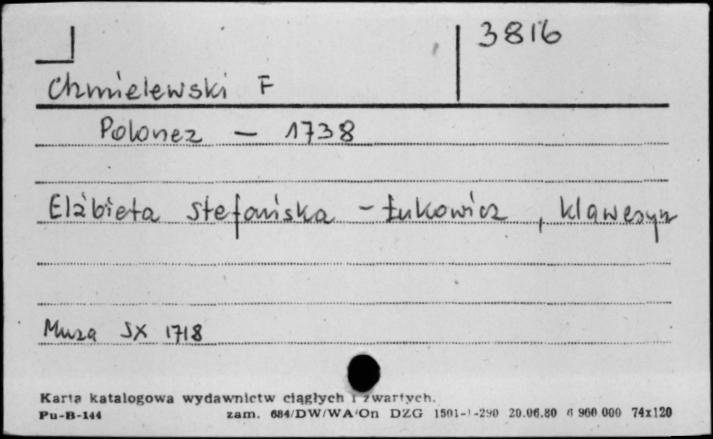 3816
Chmielewski F
Polonez - 1738
Elżbieta Stefańska - Łukowicz, klawesyn
Muza SX 1718
Karta katalogowa wydawnictw ciągłych i zwartych.
Pu-B-144 zam. 684/DW/WA/On DZG 1501-1-290 20.06.80 6 960 000 74x120